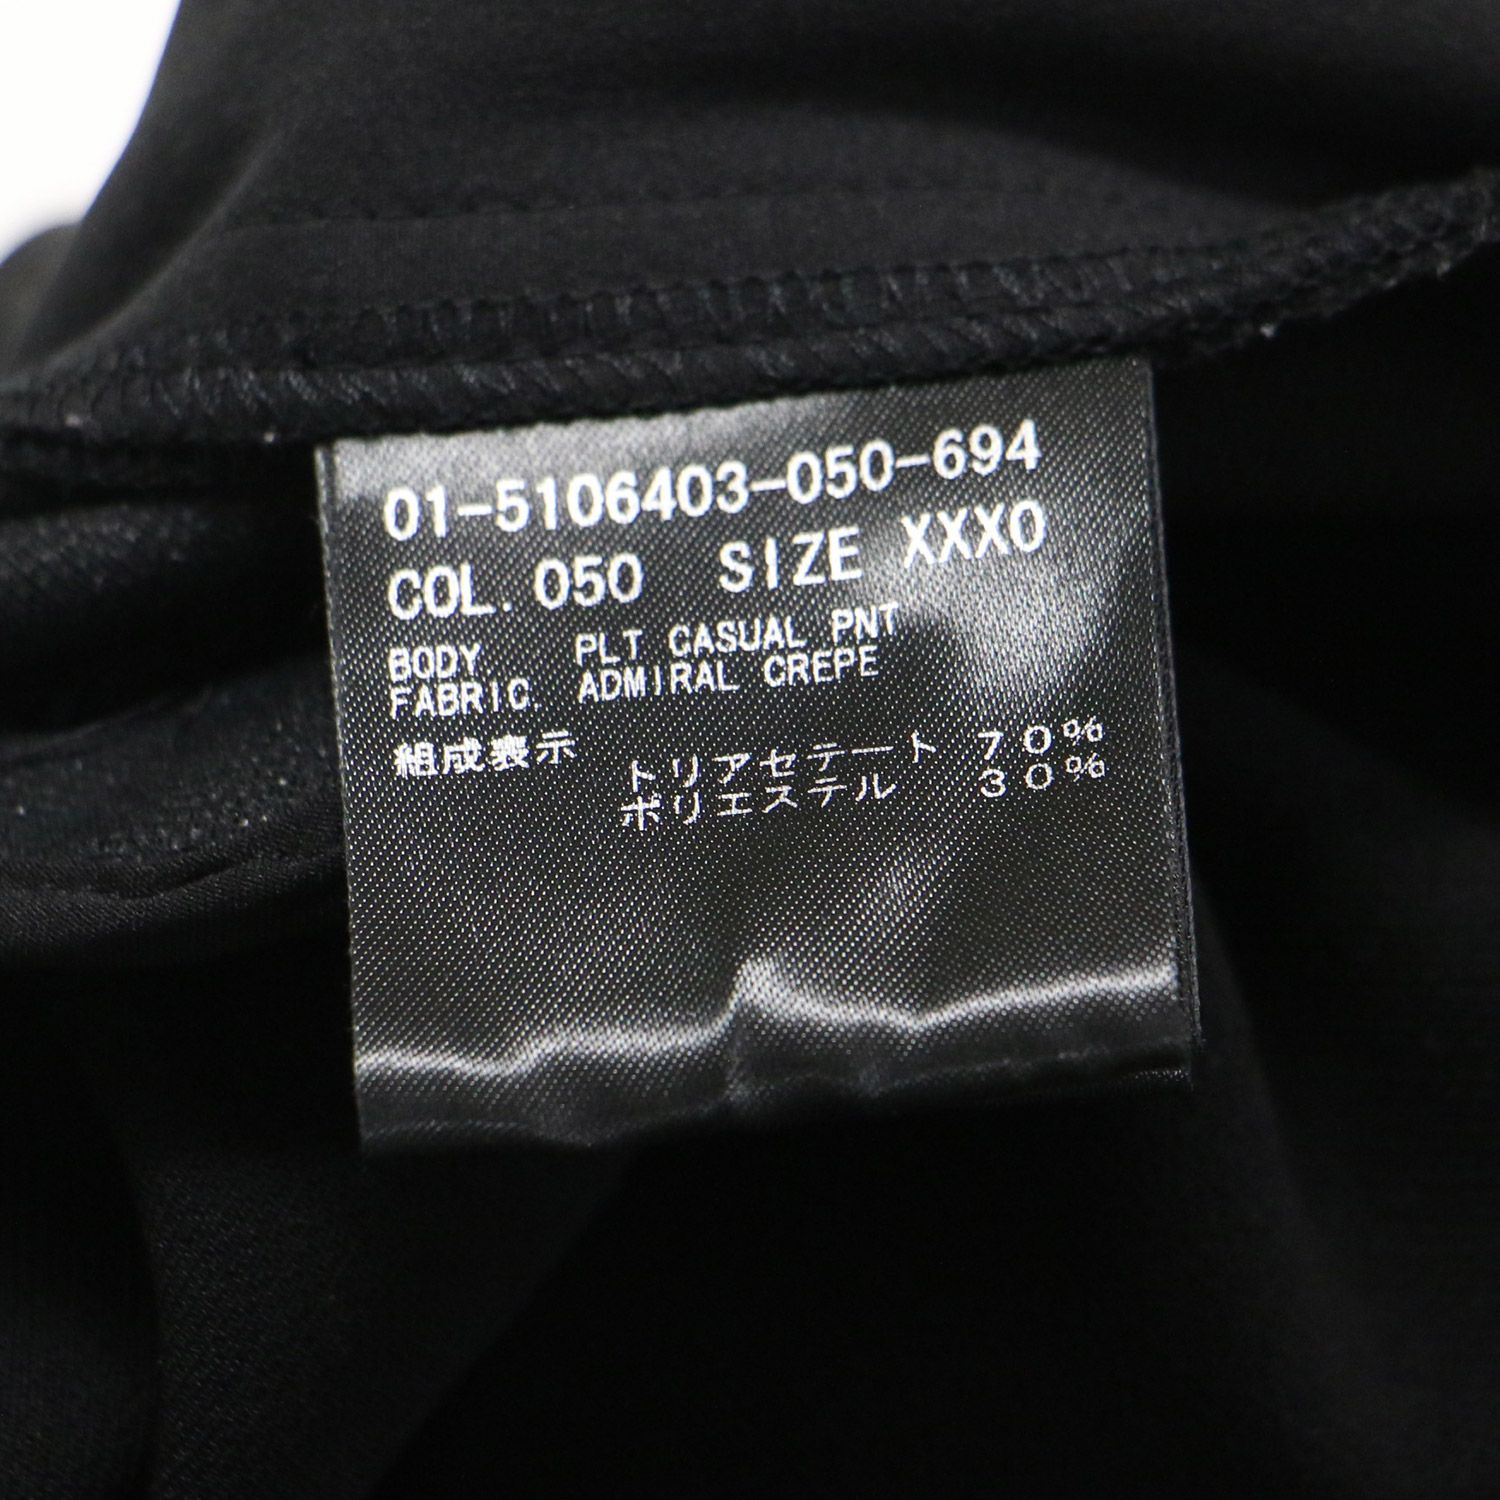 01-5106403-050-694
COL. 050 SIZE XXXO
BODY PLT CASUAL PNT
FABRIC. ADMIRAL CREPE
組成表示
トリアセテート 70%
ポリエステル 30%